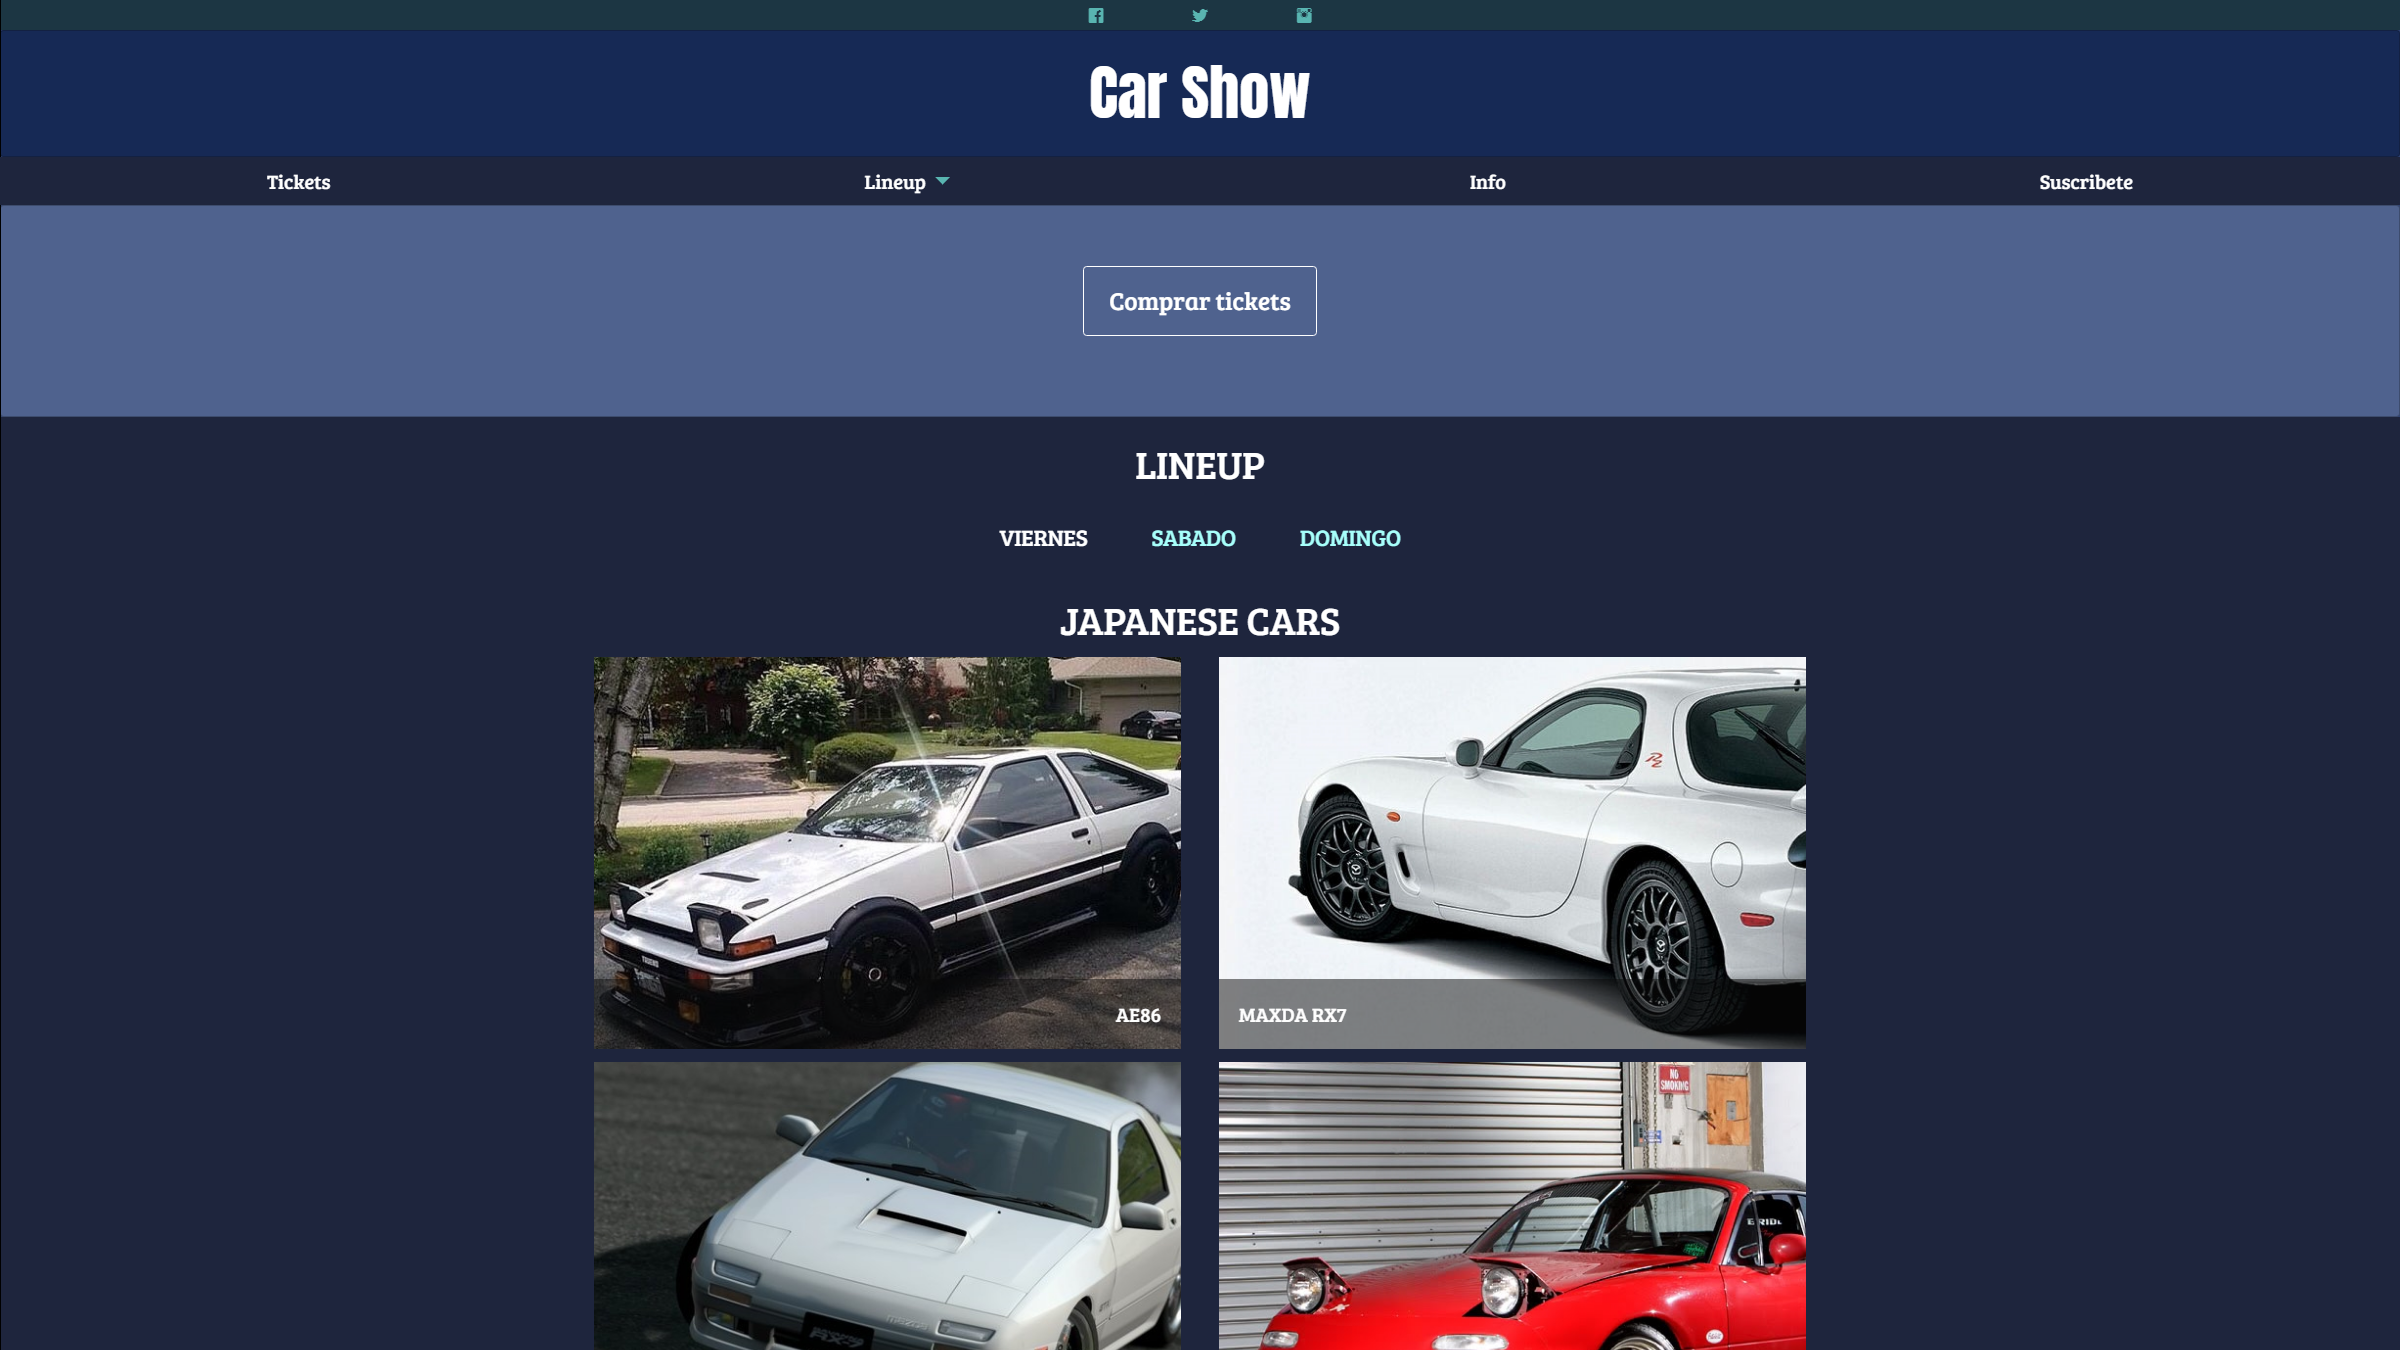 Car Show
Tickets Lineup Info Suscribete
Comprar tickets
LINEUP
VIERNES SABADO DOMINGO
JAPANESE CARS
AE86
MAXDA RX7
NO
SMOKING